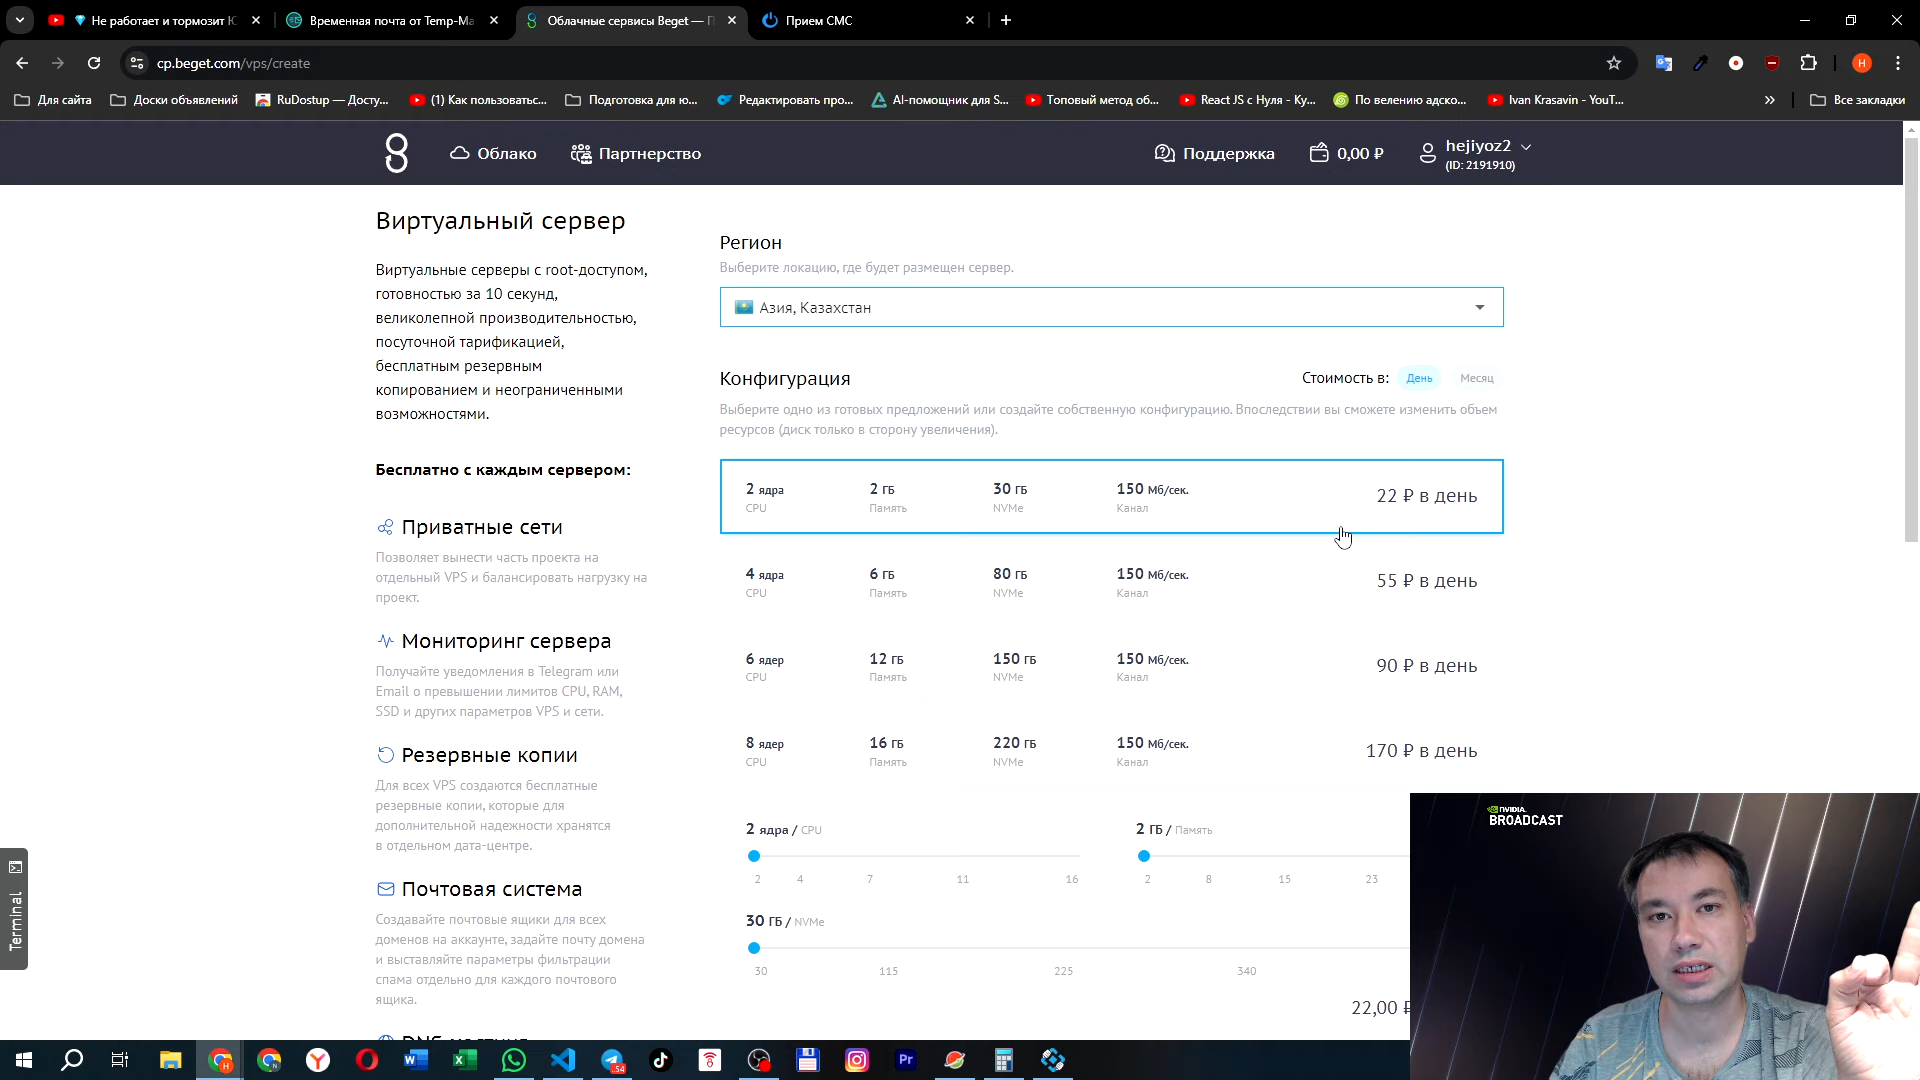 Не работает и тормозит Ю
Временная почта от Temp-Ма
Облачные сервисы Beget — П
Прием СМС
cp.beget.com/vps/create
Для сайта
Доски объявлений
RuDostup — Досту...
(1) Как пользоватьс...
Подготовка для ю...
Редактировать про...
AI-помощник для S...
Топовый метод об...
React JS с Нуля - Ку...
По велению адско...
Ivan Krasavin - YouT...
Все закладки
Облако
Партнерство
Поддержка
0,00 ₽
hejiyoz2
(ID: 2191910)
Виртуальный сервер
Виртуальные серверы с root-доступом,
готовностью за 10 секунд,
великолепной производительностью,
посуточной тарификацией,
бесплатным резервным
копированием и неограниченными
возможностями.
Бесплатно с каждым сервером:
Приватные сети
Позволяет вынести часть проекта на
отдельный VPS и балансировать нагрузку на
проект.
Мониторинг сервера
Получайте уведомления в Telegram или
Email о превышении лимитов CPU, RAM,
SSD и других параметров VPS и сети.
Резервные копии
Для всех VPS создаются бесплатные
резервные копии, которые для
дополнительной надежности хранятся
в отдельном дата-центре.
Почтовая система
Создавайте почтовые ящики для всех
доменов на аккаунте, задайте почту домена
и выставляйте параметры фильтрации
спама отдельно для каждого почтового
ящика.
Регион
Выберите локацию, где будет размещен сервер.
Азия, Казахстан
Конфигурация
Стоимость в: День Месяц
Выберите одно из готовых предложений или создайте собственную конфигурацию. Впоследствии вы сможете изменить объем
ресурсов (диск только в сторону увеличения).
2 ядра 2 ГБ 30 ГБ 150 Мб/сек. 22 ₽ в день
CPU Память NVMe Канал
4 ядра 6 ГБ 80 ГБ 150 Мб/сек. 55 ₽ в день
CPU Память NVMe Канал
6 ядер 12 ГБ 150 ГБ 150 Мб/сек. 90 ₽ в день
CPU Память NVMe Канал
8 ядер 16 ГБ 220 ГБ 150 Мб/сек. 170 ₽ в день
CPU Память NVMe Канал
2 ядра / CPU 2 ГБ / Память
2 4 7 11 16 2 8 15 23
30 ГБ / NVMe
30 115 225 340
22,00 ₽
Terminal
NVIDIA.
BROADCAST
54